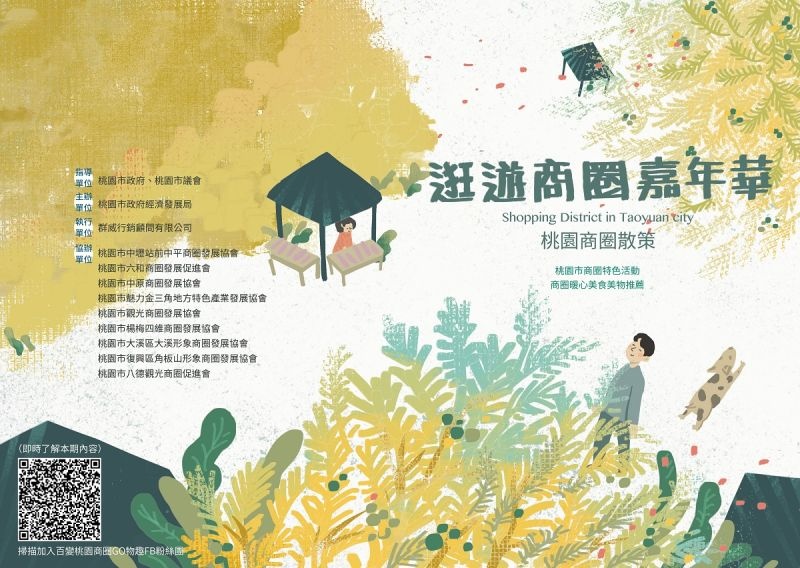 逛遊商圈嘉年華
Shopping District in Taoyuan city
桃園商圈散策
桃園市商圈特色活動
商圈暖心美食美物推薦
指導單位 桃園市政府、桃園市議會
主辦單位 桃園市政府經濟發展局
執行單位 群威行銷顧問有限公司
協辦單位 桃園市中壢站前中平商圈發展協會
桃園市六和商圈發展促進會
桃園市中原商圈發展協會
桃園市魅力金三角地方特色產業發展協會
桃園市觀光商圈發展協會
桃園市楊梅四維商圈發展協會
桃園市大溪區大溪形象商圈發展協會
桃園市復興區角板山形象商圈發展協會
桃園市八德觀光商圈促進會
（即時了解本期內容）
掃描加入百變桃園商圈GO物趣FB粉絲團